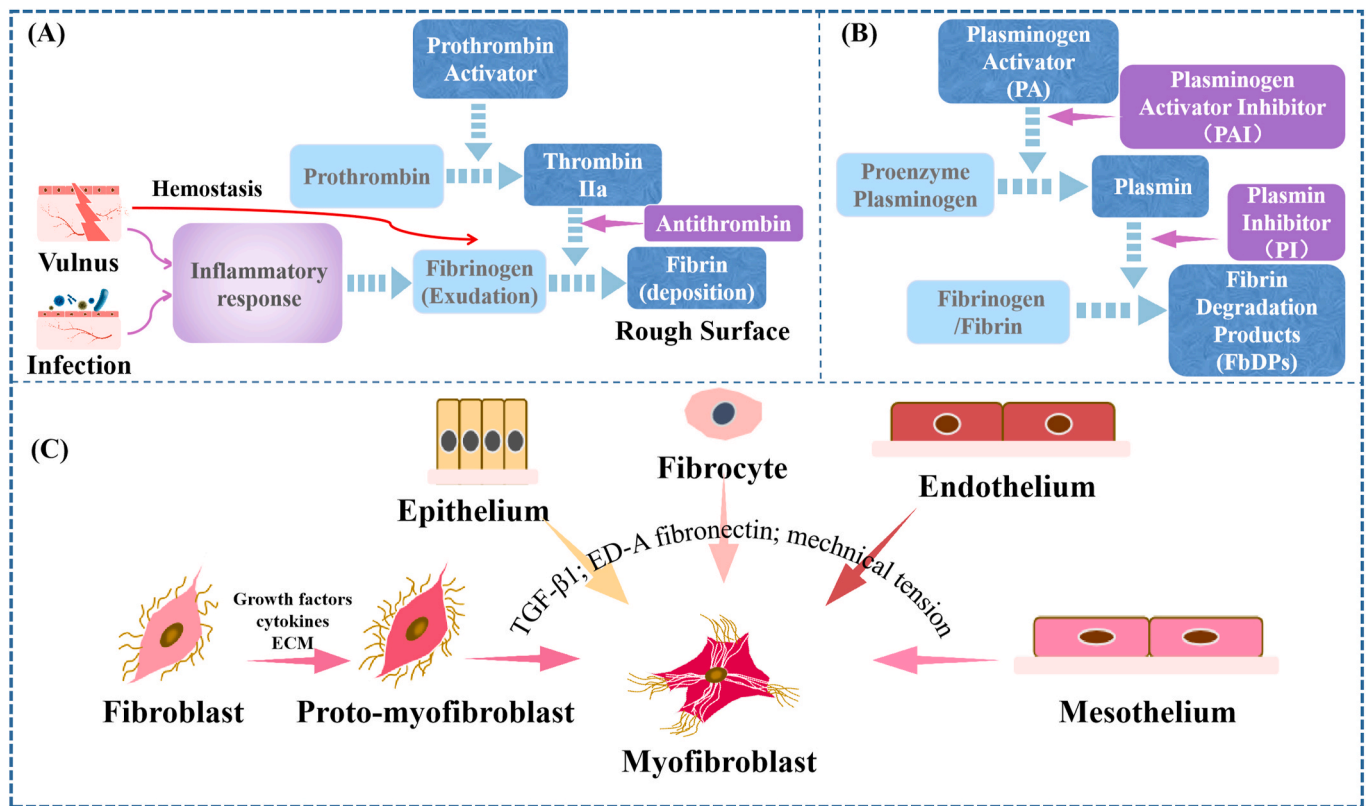 (A)
Prothrombin
Activator
Prothrombin
Thrombin
IIa
Hemostasis
Antithrombin
Vulnus
Inflammatory
response
Fibrinogen
(Exudation)
Fibrin
(deposition)
Rough Surface
Infection
(B)
Plasminogen
Activator
(PA)
Plasminogen
Activator Inhibitor
(PAI)
Proenzyme
Plasminogen
Plasmin
Plasmin
Inhibitor
(PI)
Fibrinogen
/Fibrin
Fibrin
Degradation
Products
(FbDPs)
(C)
Epithelium
Fibrocyte
Endothelium
TGF-β1; ED-A fibronectin; mechnical tension
Growth factors
cytokines
ECM
Fibroblast
Proto-myofibroblast
Myofibroblast
Mesothelium